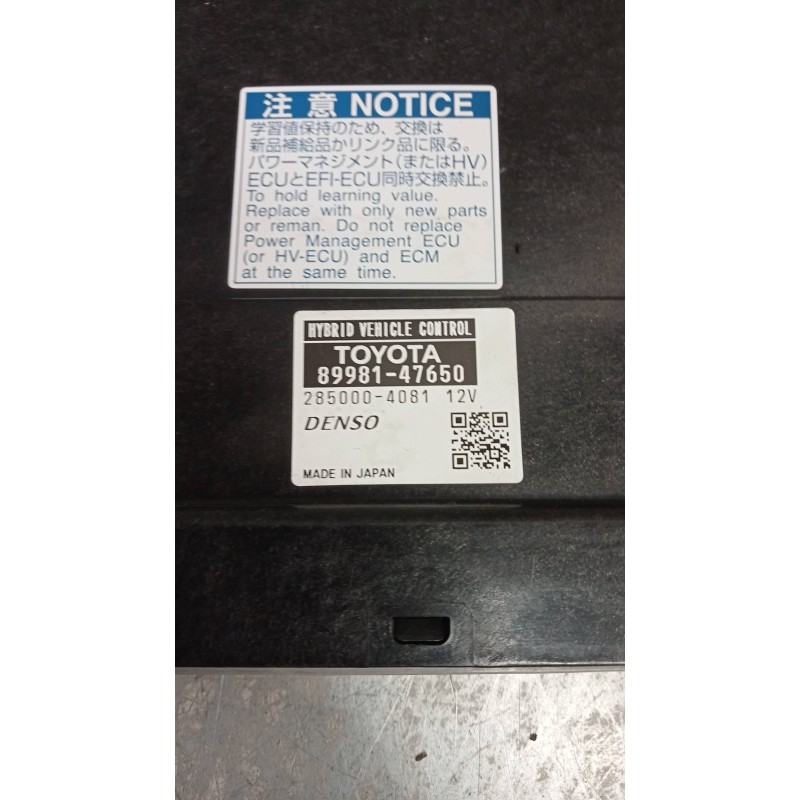 注意 NOTICE
学習値保持のため、交換は
新品補給品かリンク品に限る。
パワーマネジメント(またはHV)
ECUとEFI-ECU同時交換禁止。
To hold learning value.
Replace with only new parts
or reman. Do not replace
Power Management ECU
(or HV-ECU) and ECM
at the same time.
HYBRID VEHICLE CONTROL
TOYOTA
89981-47650
285000-4081 12V
DENSO
MADE IN JAPAN